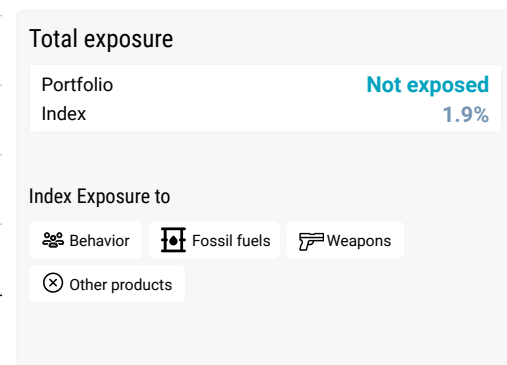 Total exposure
Portfolio Not exposed
Index 1.9%
Index Exposure to
Behavior Fossil fuels Weapons
Other products